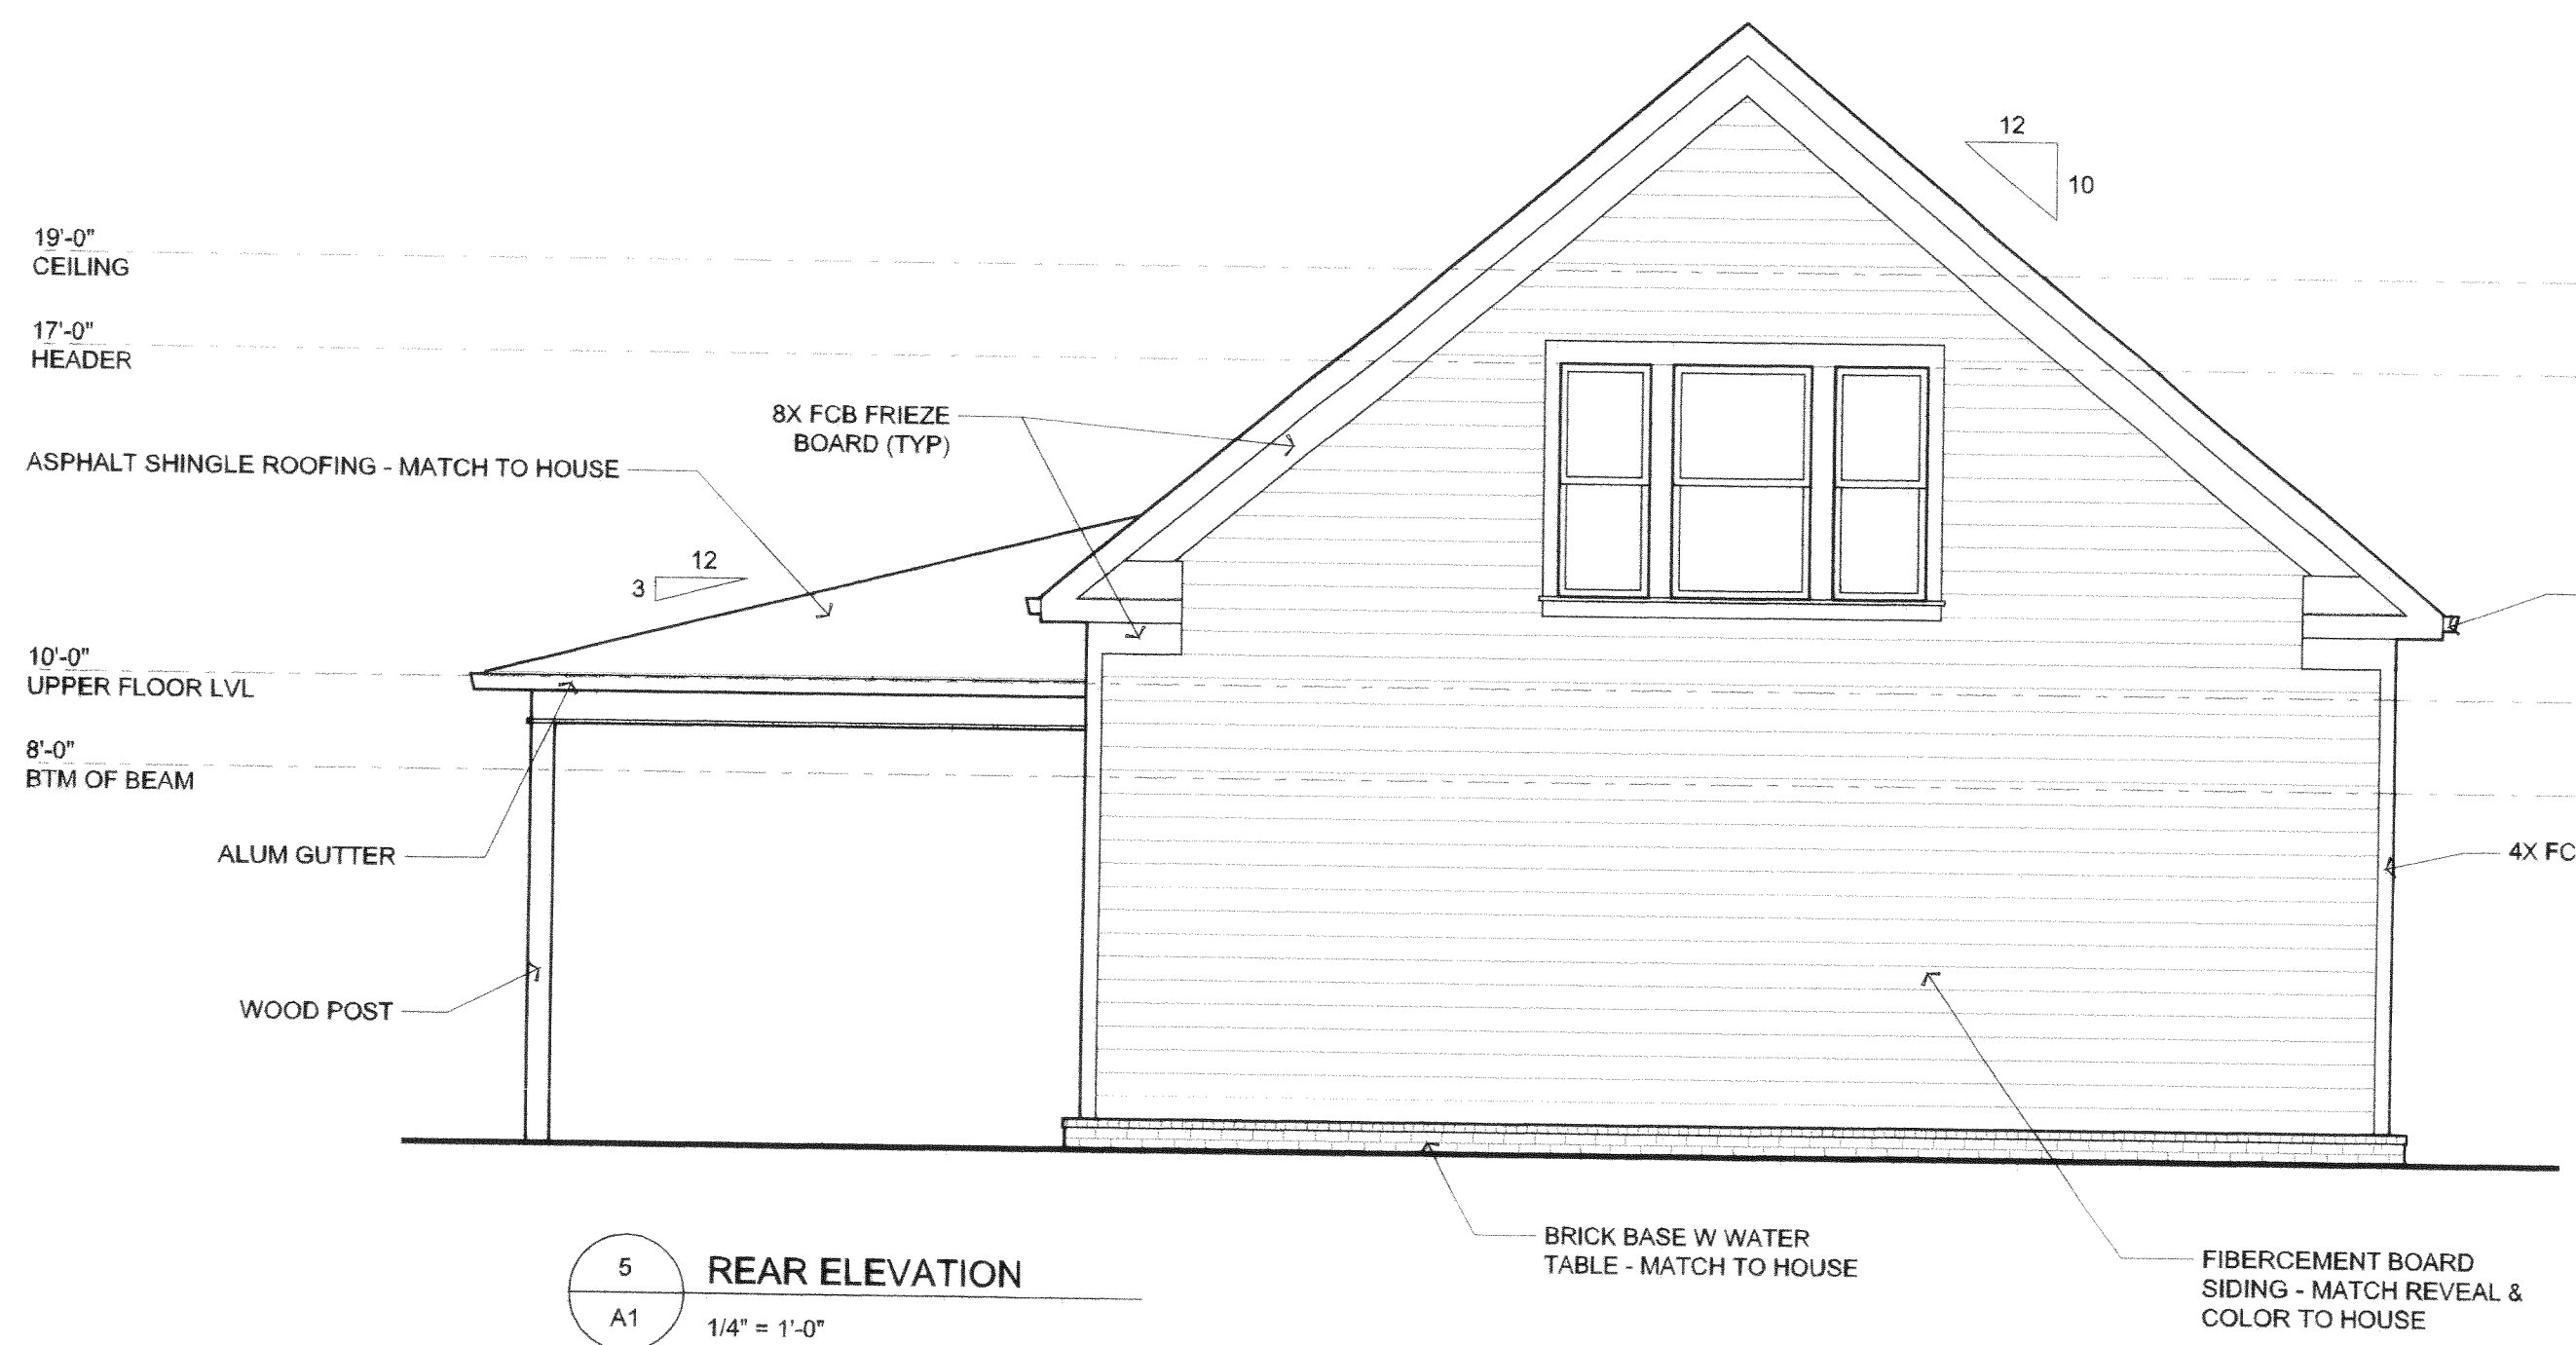 12
10
19'-0"
CEILING
17'-0"
HEADER
8X FCB FRIEZE
BOARD (TYP)
ASPHALT SHINGLE ROOFING - MATCH TO HOUSE
12
3
10'-0"
UPPER FLOOR LVL
8'-0"
BTM OF BEAM
ALUM GUTTER
4X FC
WOOD POST
BRICK BASE W WATER
TABLE - MATCH TO HOUSE
FIBERCEMENT BOARD
SIDING - MATCH REVEAL &
COLOR TO HOUSE
5
A1
REAR ELEVATION
1/4" = 1'-0"